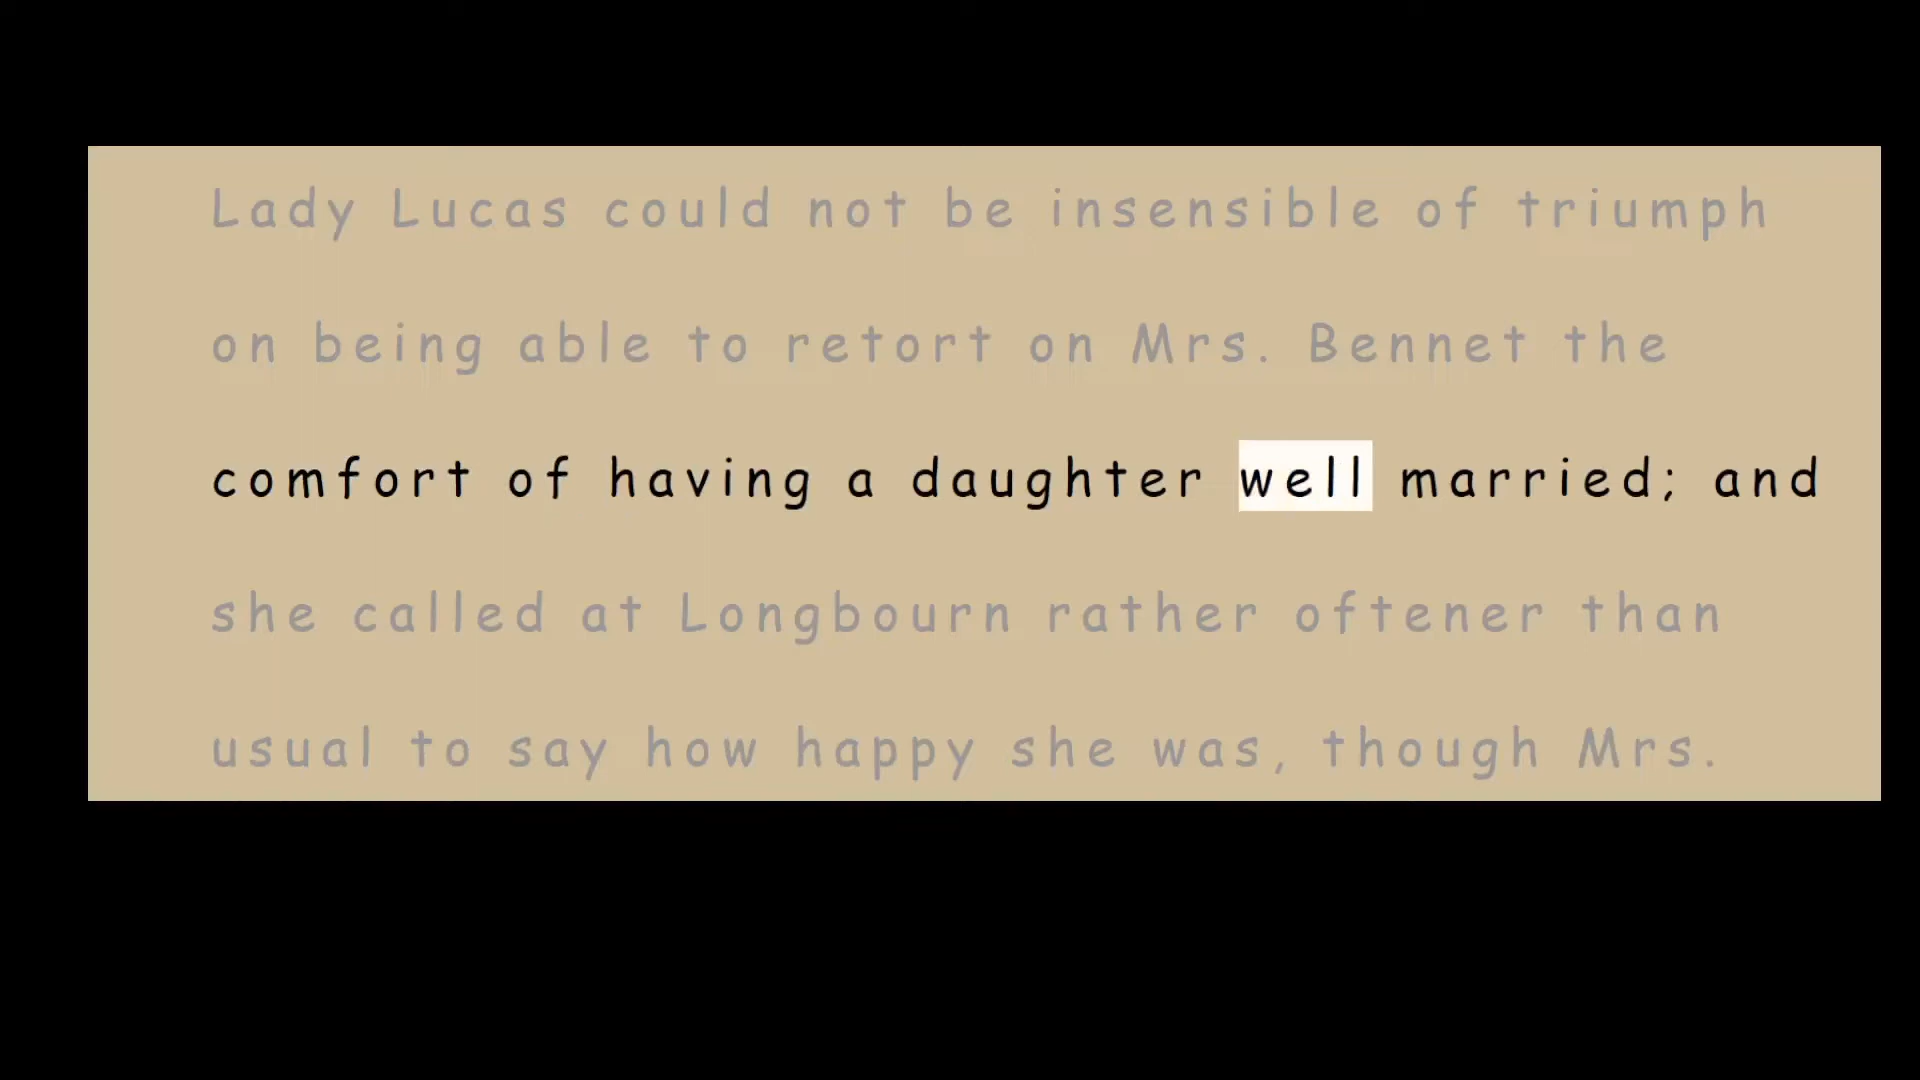 Lady Lucas could not be insensible of triumph
on being able to retort on Mrs. Bennet the
comfort of having a daughter well married; and
she called at Longbourn rather oftener than
usual to say how happy she was, though Mrs.